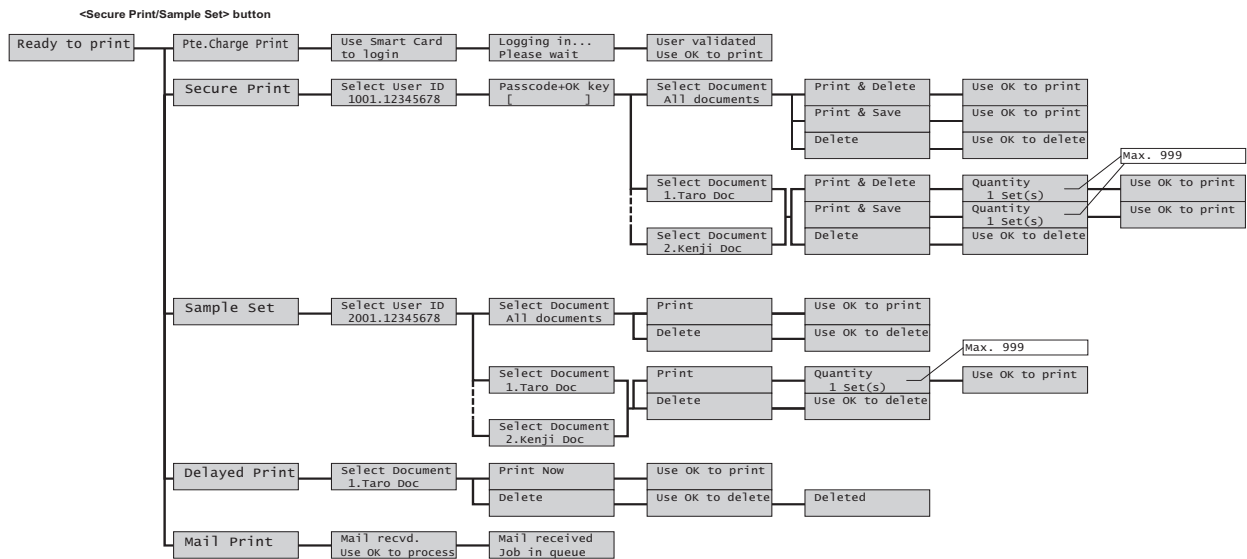 <Secure Print/Sample Set> button
Ready to print
Pte.Charge Print
Use Smart Card
to login
Logging in...
Please wait
User validated
Use OK to print
Secure Print
Select User ID
1001.12345678
Passcode+OK key
[          ]
Select Document
All documents
Print & Delete
Use OK to print
Print & Save
Use OK to print
Delete
Use OK to delete
Max. 999
Select Document
1.Taro Doc
Print & Delete
Quantity
1 Set(s)
Use OK to print
Print & Save
Quantity
1 Set(s)
Use OK to print
Select Document
2.Kenji Doc
Delete
Use OK to delete
Sample Set
Select User ID
2001.12345678
Select Document
All documents
Print
Use OK to print
Delete
Use OK to delete
Max. 999
Select Document
1.Taro Doc
Print
Quantity
1 Set(s)
Use OK to print
Delete
Use OK to delete
Select Document
2.Kenji Doc
Delayed Print
Select Document
1.Taro Doc
Print Now
Use OK to print
Delete
Use OK to delete
Deleted
Mail Print
Mail recvd.
Use OK to process
Mail received
Job in queue